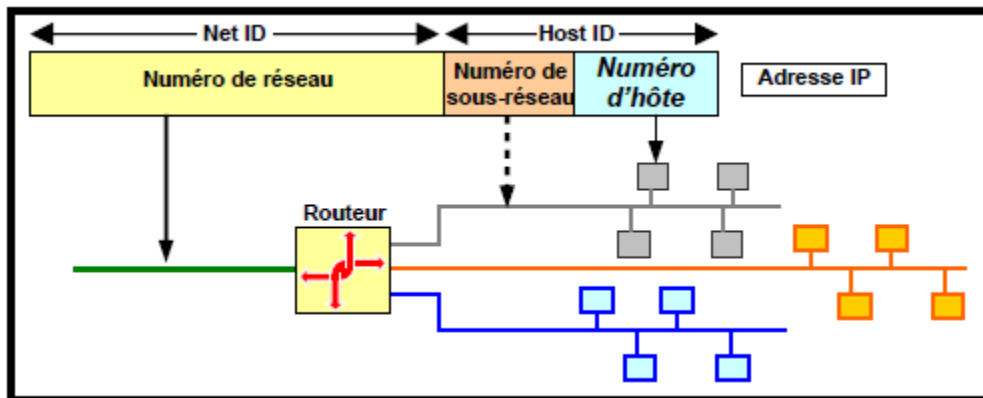 Net ID
Host ID
Numéro de réseau
Numéro de
sous-réseau
Numéro
d'hôte
Adresse IP
Routeur